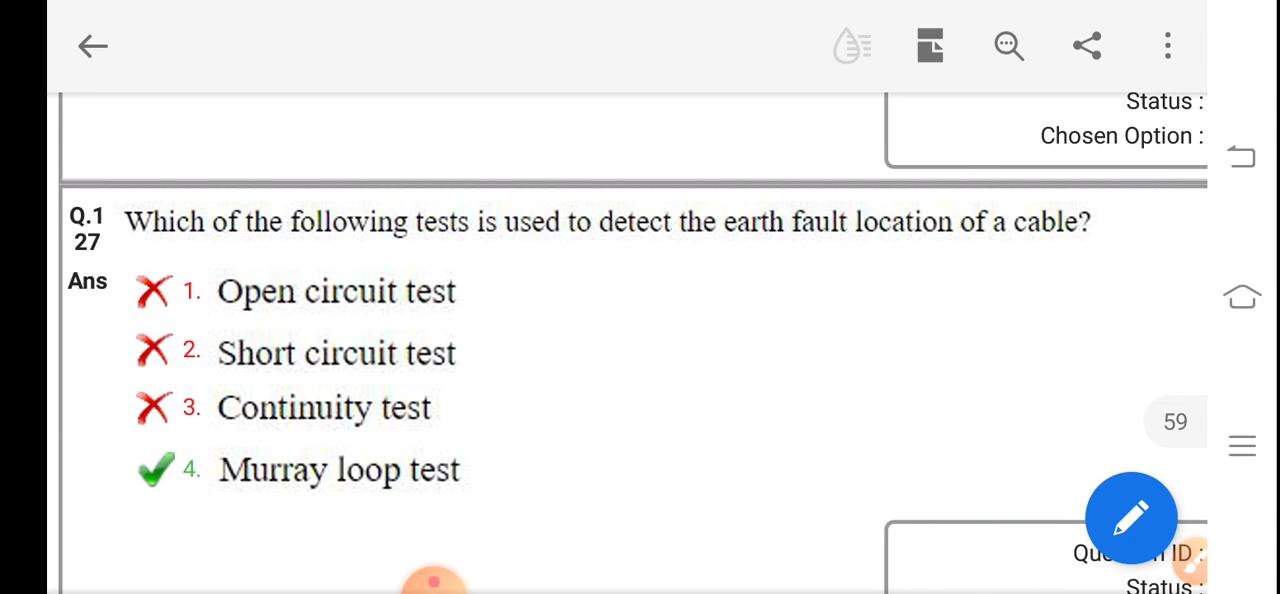 Status :
Chosen Option :
Q.1 Which of the following tests is used to detect the earth fault location of a cable?
27
Ans
1. Open circuit test
2. Short circuit test
3. Continuity test
59
4. Murray loop test
ID :
Status :